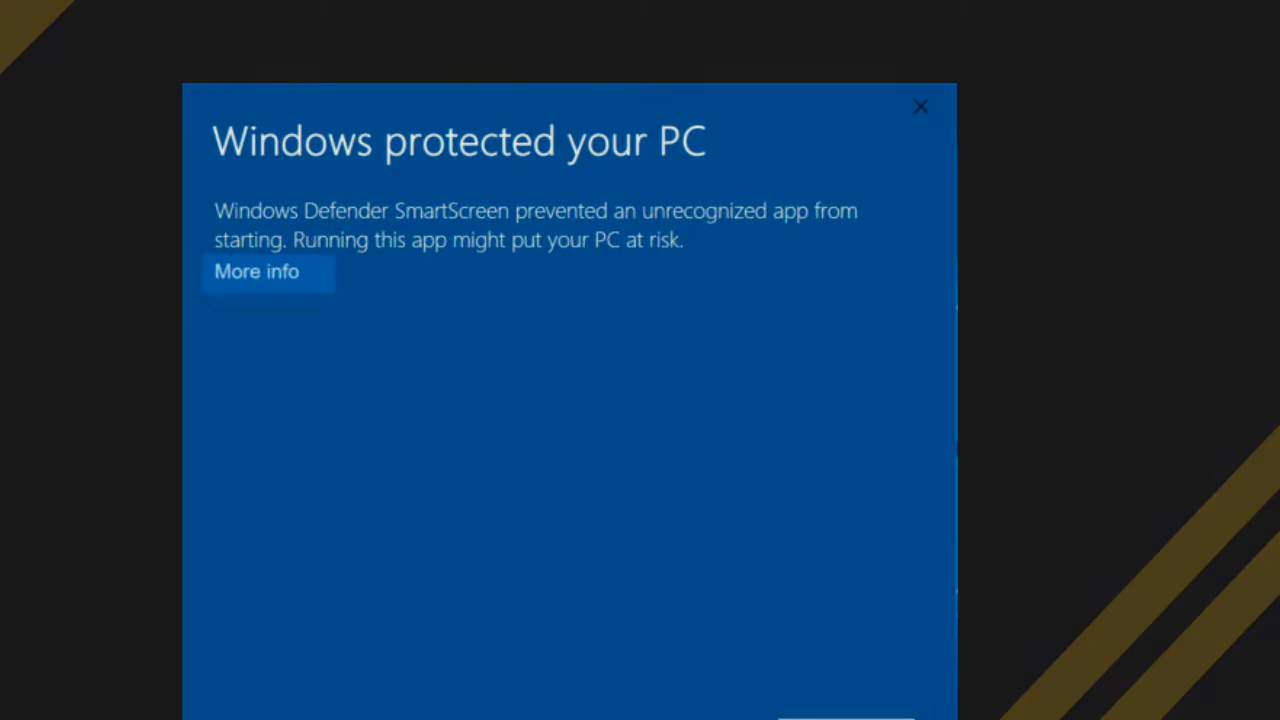 Windows protected your PC
Windows Defender SmartScreen prevented an unrecognized app from
starting. Running this app might put your PC at risk.
More info